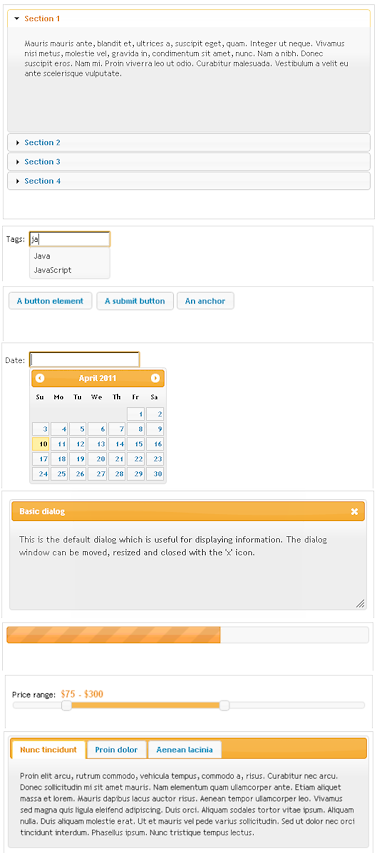 Section 1
Mauris mauris ante, blandit et, ultrices a, suscipit eget, quam. Integer ut neque. Vivamus
nisi metus, molestie vel, gravida in, condimentum sit amet, nunc. Nam a nibh. Donec
suscipit eros. Nam mi. Proin viverra leo ut odio. Curabitur malesuada. Vestibulum a velit eu
ante scelerisque vulputate.
Section 2
Section 3
Section 4
Tags: ja
Java
JavaScript
A button element A submit button An anchor
Date:
April 2011
Su Mo Tu We Th Fr Sa
1 2
3 4 5 6 7 8 9
10 11 12 13 14 15 16
17 18 19 20 21 22 23
24 25 26 27 28 29 30
Basic dialog
This is the default dialog which is useful for displaying information. The dialog
window can be moved, resized and closed with the 'x' icon.
Price range: $75 - $300
Nunc tincidunt Proin dolor Aenean lacinia
Proin elit arcu, rutrum commodo, vehicula tempus, commodo a, risus. Curabitur nec arcu.
Donec sollicitudin mi sit amet mauris. Nam elementum quam ullamcorper ante. Etiam aliquet
massa et lorem. Mauris dapibus lacus auctor risus. Aenean tempor ullamcorper leo. Vivamus
sed magna quis ligula eleifend adipiscing. Duis orci. Aliquam sodales tortor vitae ipsum. Aliquam
nulla. Duis aliquam molestie erat. Ut et mauris vel pede varius sollicitudin. Sed ut dolor nec orci
tincidunt interdum. Phasellus ipsum. Nunc tristique tempus lectus.